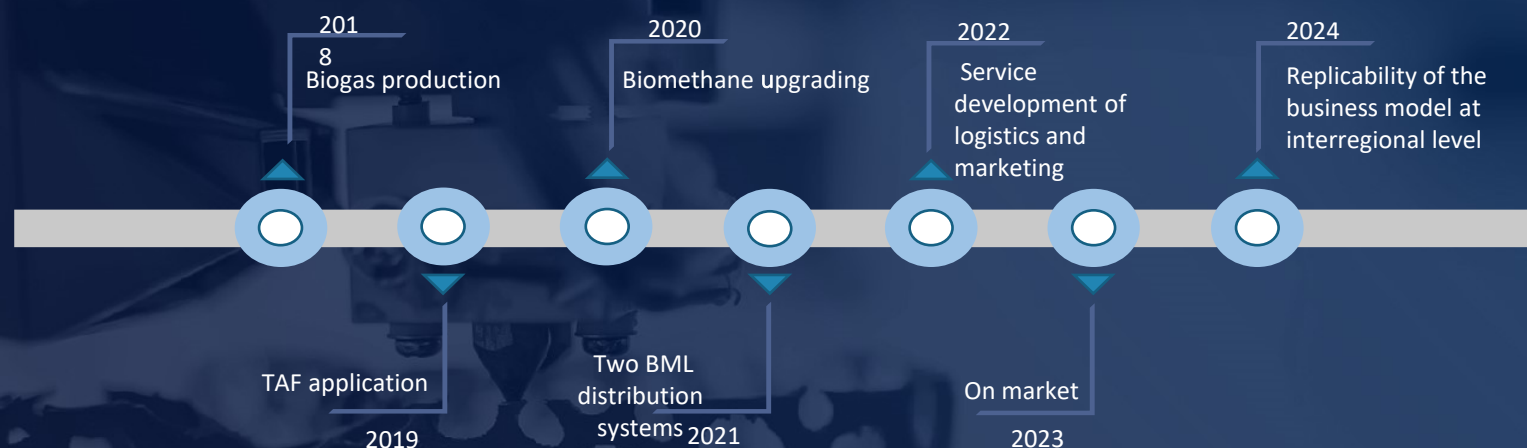 201
8
Biogas production
2020
Biomethane upgrading
2022
Service
development of
logistics and
marketing
2024
Replicability of the
business model at
interregional level
TAF application
2019
Two BML
distribution
systems
2021
On market
2023